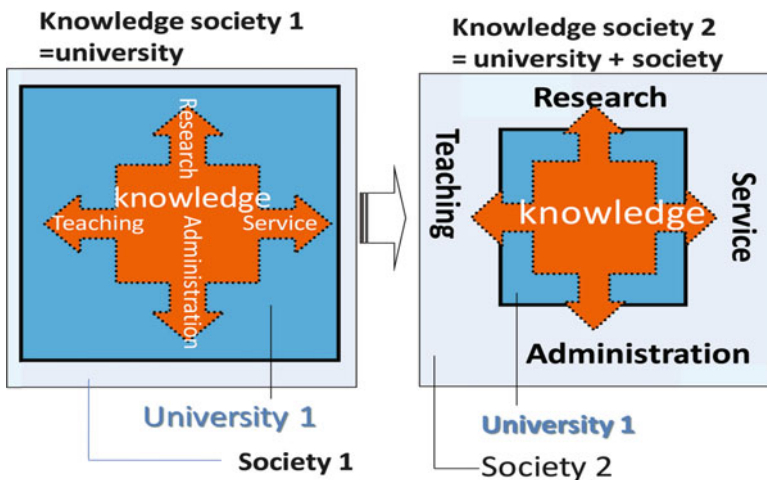 Knowledge society 1
=university
Research
knowledge
Teaching
Administration
Service
University 1
Society 1
Knowledge society 2
= university + society
Research
Teaching
knowledge
Service
Administration
University 1
Society 2